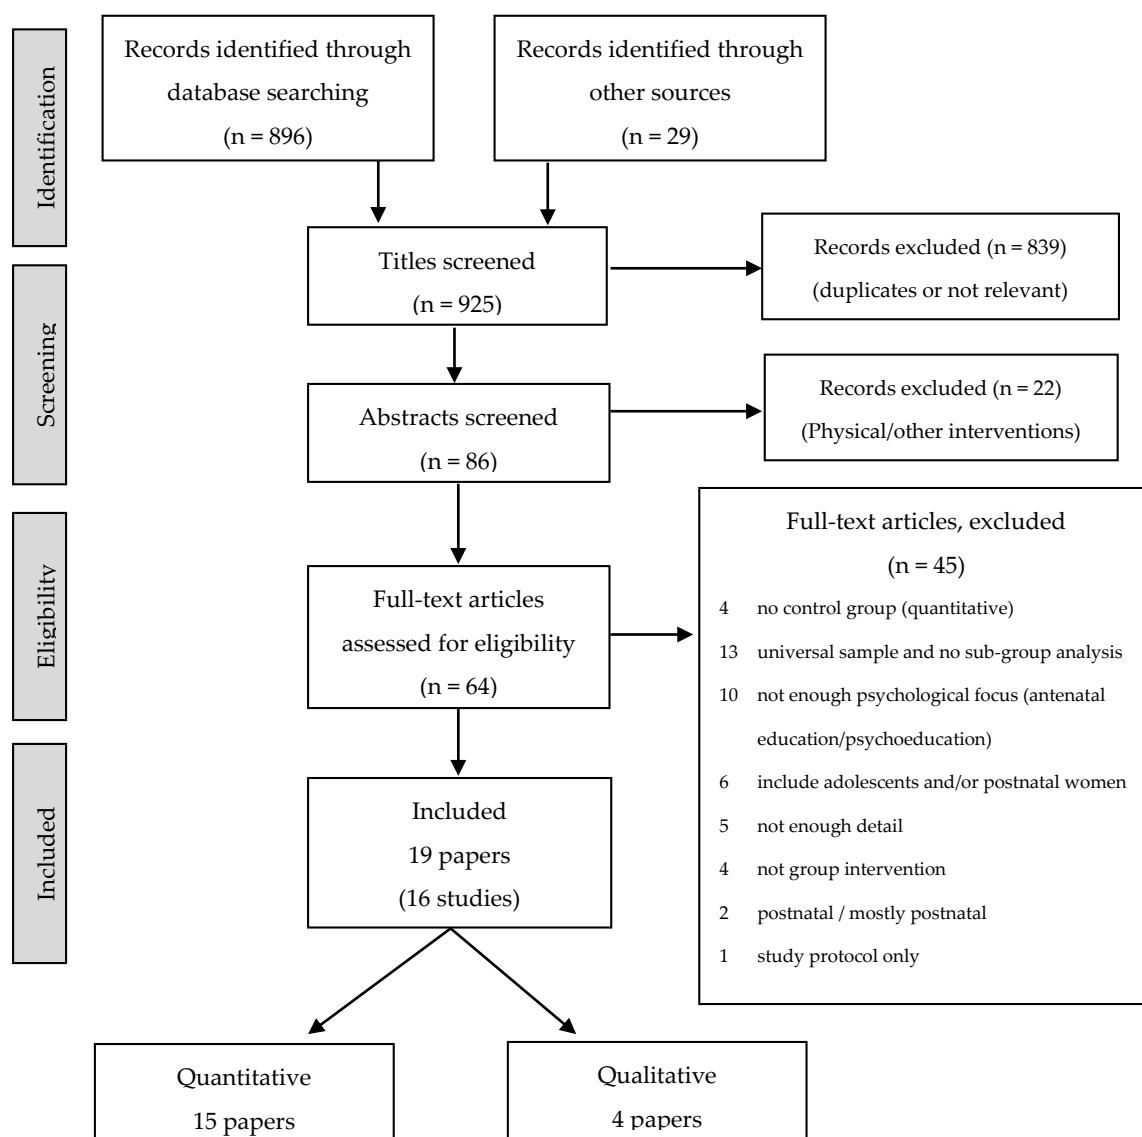 Identification
Records identified through
database searching
(n = 896)
Records identified through
other sources
(n = 29)
Titles screened
(n = 925)
Records excluded (n = 839)
(duplicates or not relevant)
Screening
Abstracts screened
(n = 86)
Records excluded (n = 22)
(Physical/other interventions)
Eligibility
Full-text articles
assessed for eligibility
(n = 64)
Full-text articles, excluded
(n = 45)
4 no control group (quantitative)
13 universal sample and no sub-group analysis
10 not enough psychological focus (antenatal
education/psychoeducation)
6 include adolescents and/or postnatal women
5 not enough detail
4 not group intervention
2 postnatal / mostly postnatal
1 study protocol only
Included
Included
19 papers
(16 studies)
Quantitative
15 papers
Qualitative
4 papers